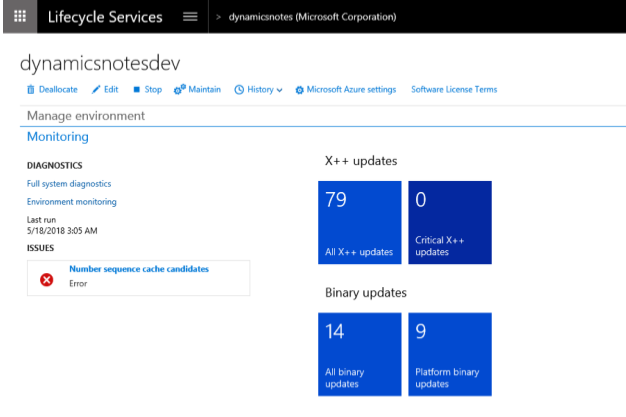 Lifecycle Services > dynamicsnotes (Microsoft Corporation)
dynamicsnotesdev
Deallocate Edit Stop Maintain History Microsoft Azure settings Software License Terms
Manage environment
Monitoring
DIAGNOSTICS
Full system diagnostics
Environment monitoring
Last run
5/18/2018 3:05 AM
ISSUES
Number sequence cache candidates
Error
X++ updates
79
All X++ updates
0
Critical X++
updates
Binary updates
14
All binary
updates
9
Platform binary
updates